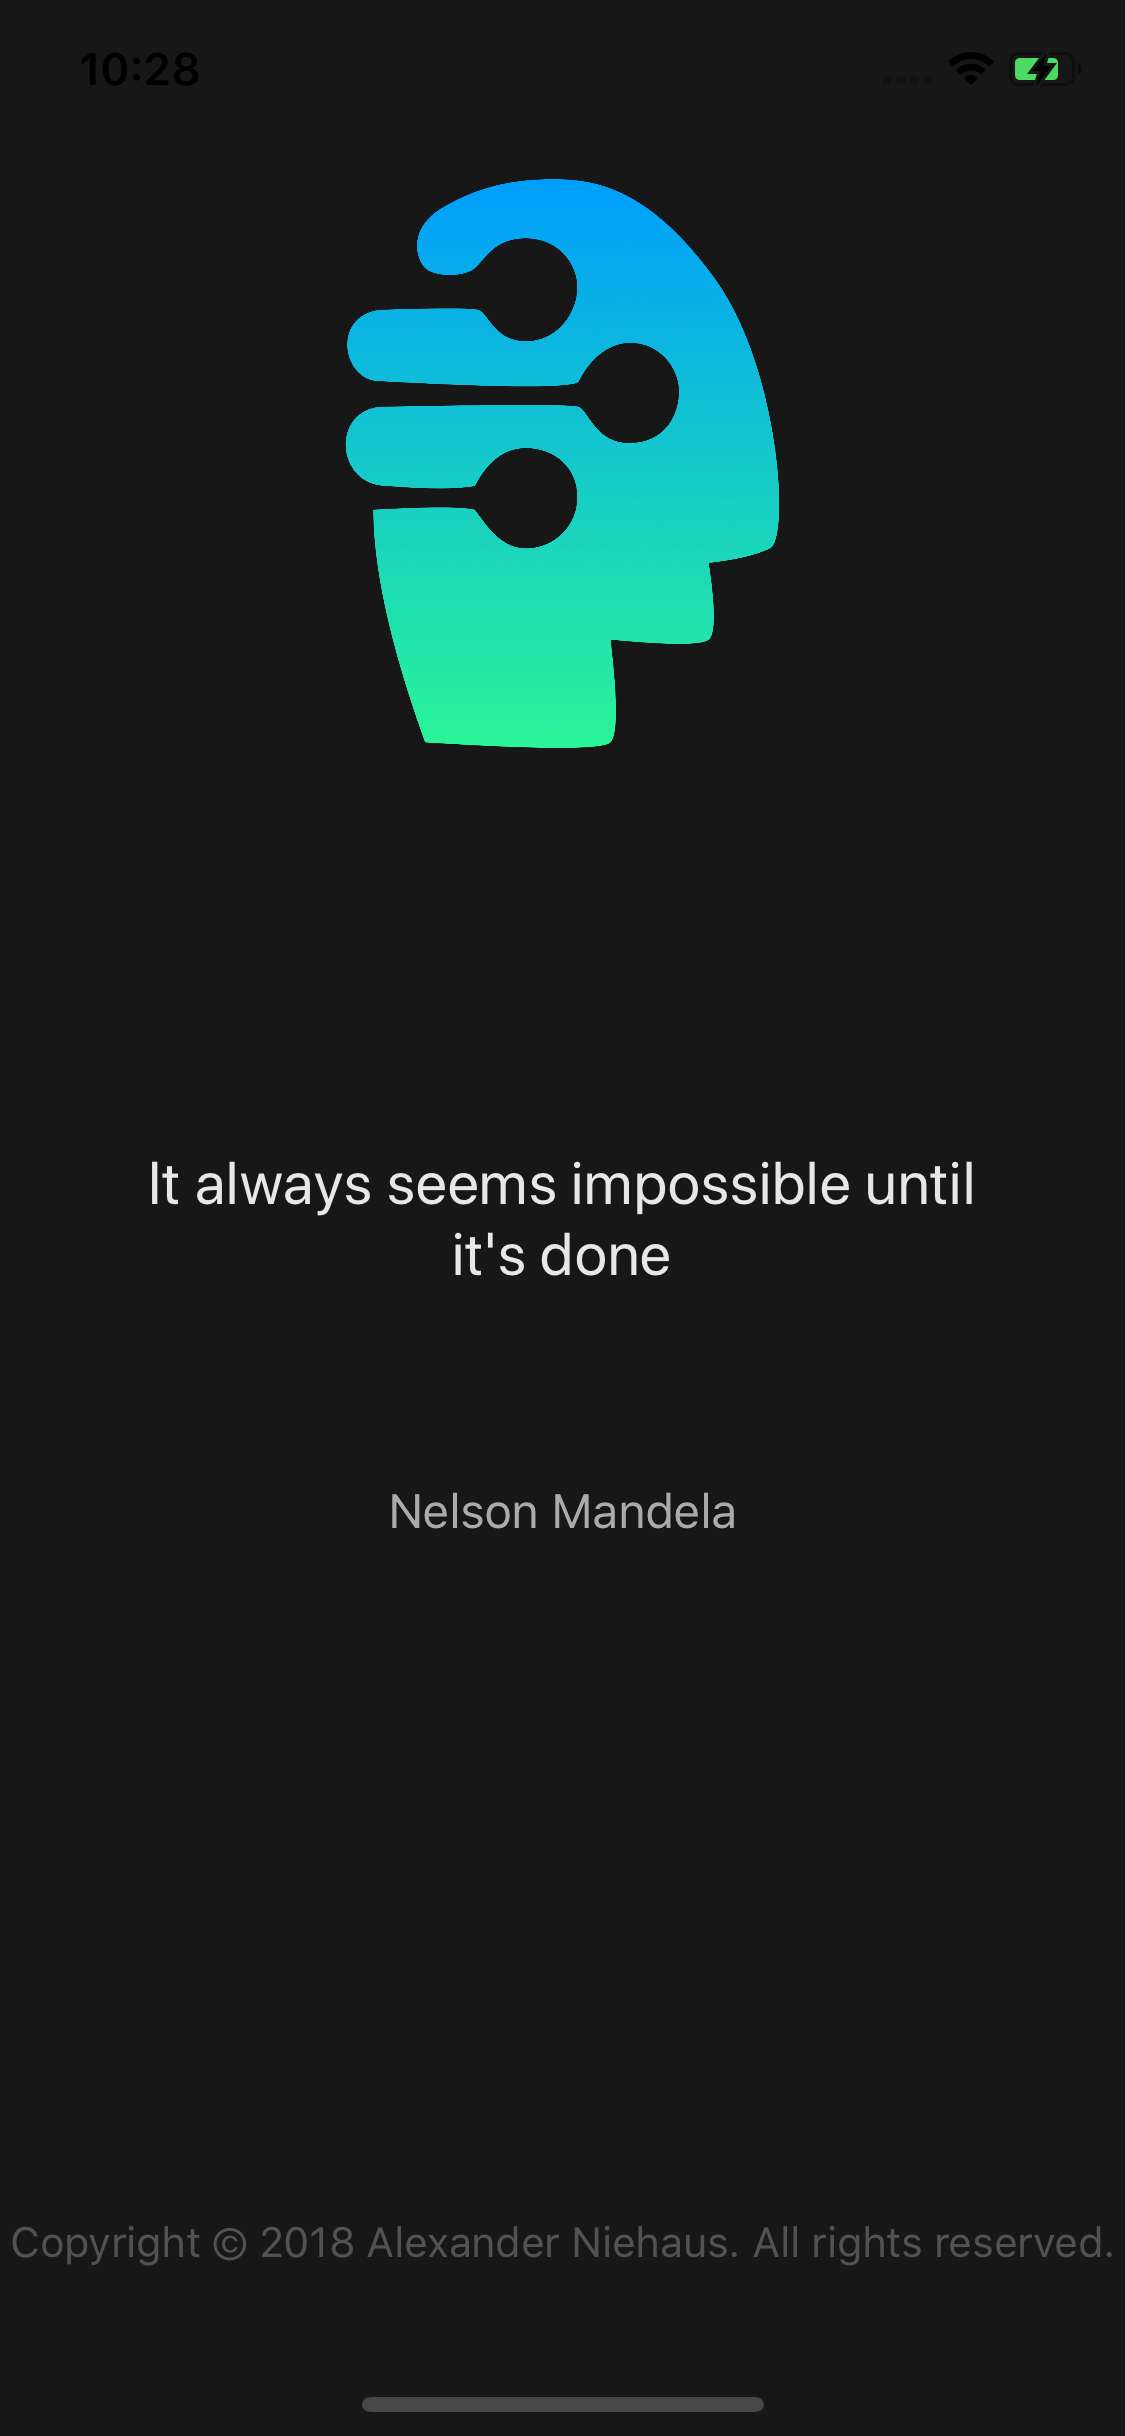 10:28
It always seems impossible until
it's done
Nelson Mandela
Copyright © 2018 Alexander Niehaus. All rights reserved.